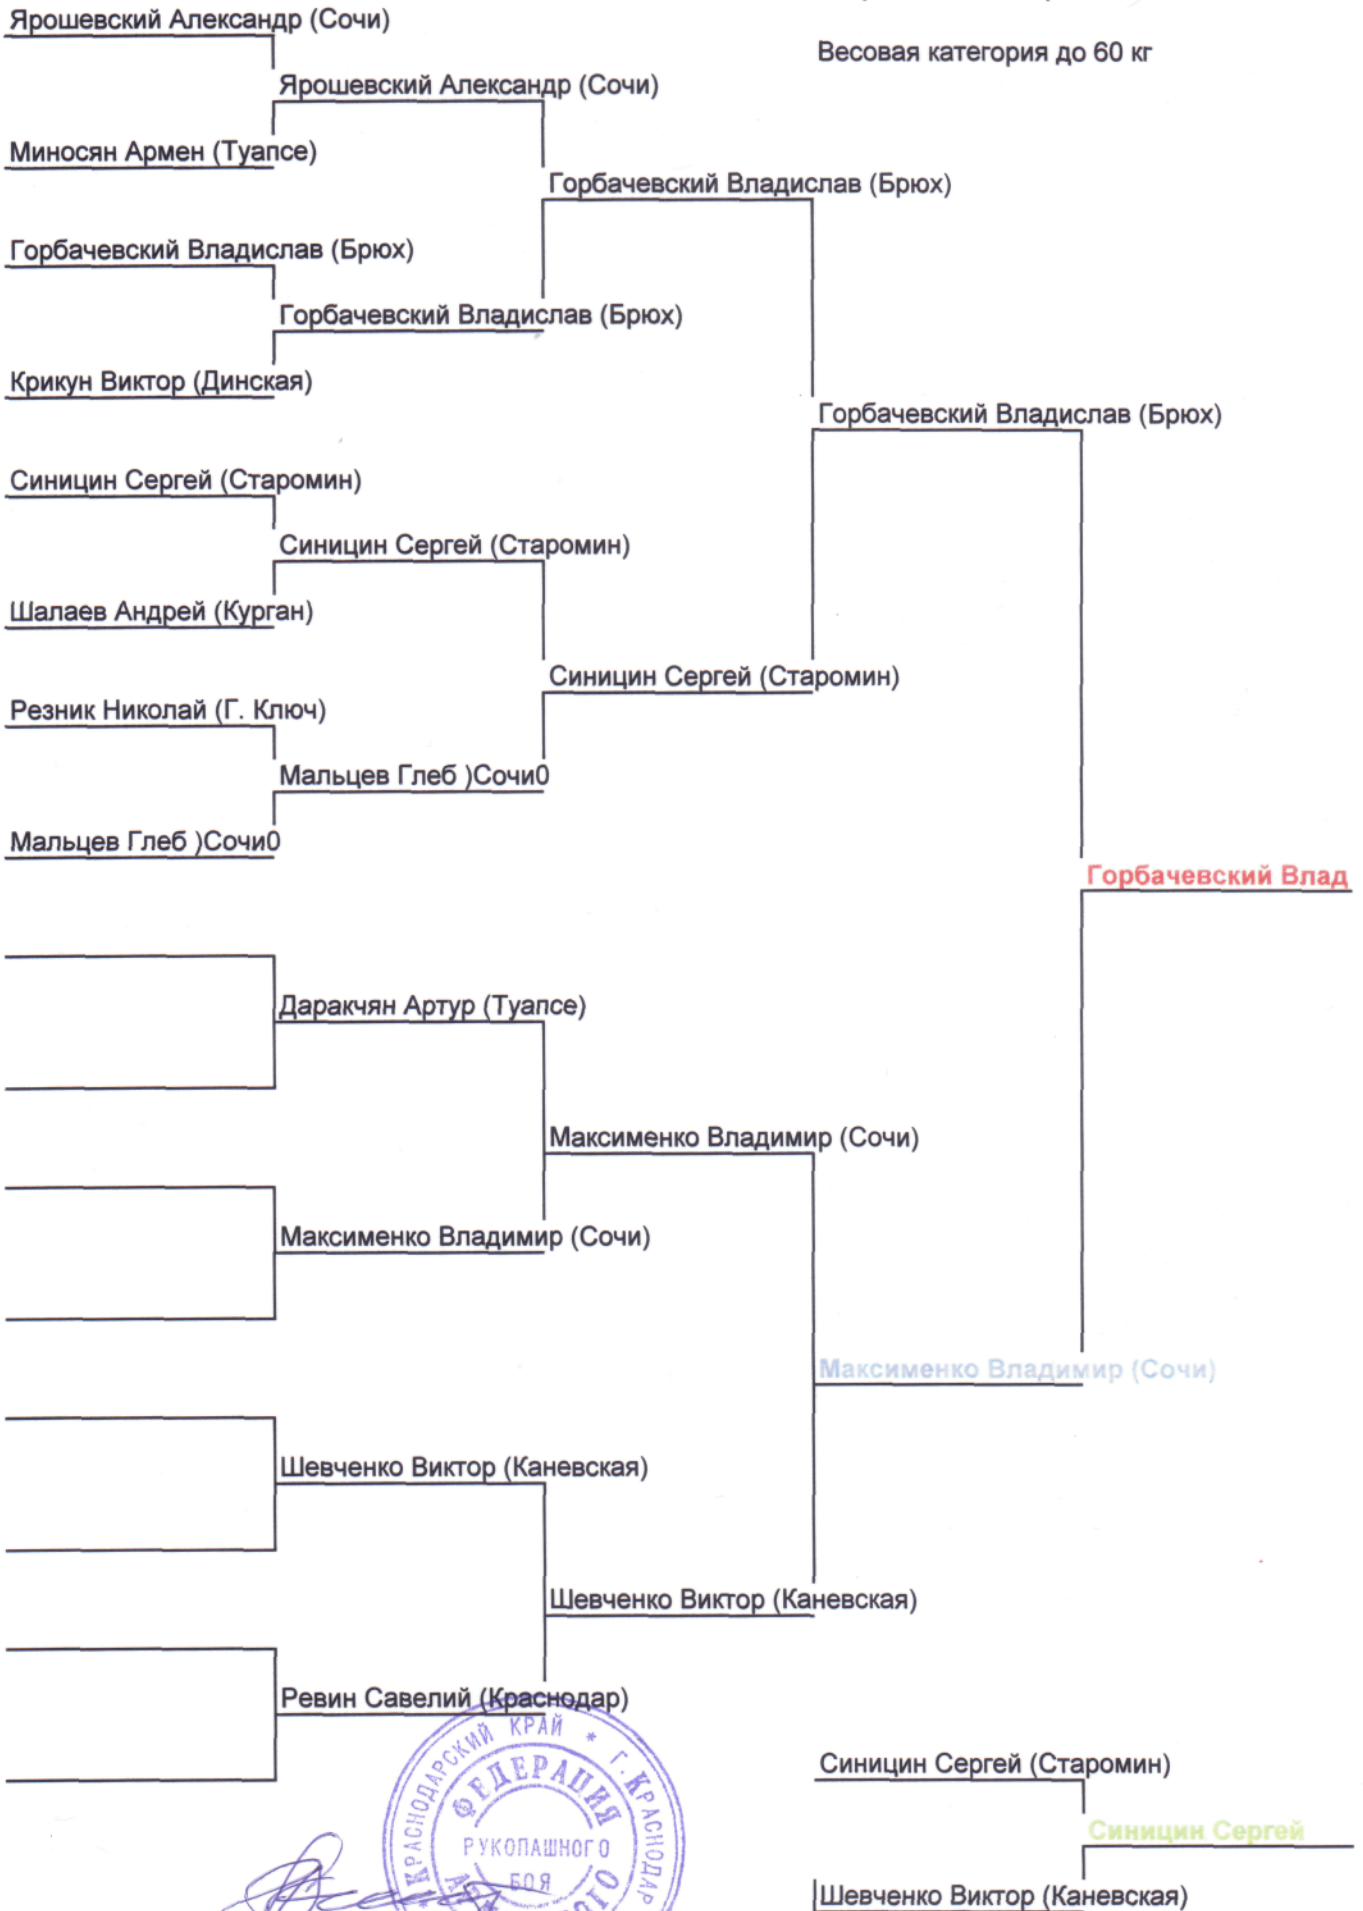 Ярошевский Александр (Сочи)
Весовая категория до 60 кг
Ярошевский Александр (Сочи)
Миносян Армен (Туапсе)
Горбачевский Владислав (Брюх)
Горбачевский Владислав (Брюх)
Горбачевский Владислав (Брюх)
Крикун Виктор (Динская)
Горбачевский Владислав (Брюх)
Синицин Сергей (Старомин)
Синицин Сергей (Старомин)
Шалаев Андрей (Курган)
Синицин Сергей (Старомин)
Резник Николай (Г. Ключ)
Мальцев Глеб )Сочи0
Мальцев Глеб )Сочи0
Горбачевский Влад
Даракчян Артур (Туапсе)
Максименко Владимир (Сочи)
Максименко Владимир (Сочи)
Максименко Владимир (Сочи)
Шевченко Виктор (Каневская)
Шевченко Виктор (Каневская)
Ревин Савелий (Краснодар)
КРАСНОДАРСКИЙ КРАЙ * Г. КРАСНОДАР
ФЕДЕРАЦИЯ
РУКОПАШНОГО
БОЯ
Синицин Сергей (Старомин)
Синицин Сергей
Шевченко Виктор (Каневская)